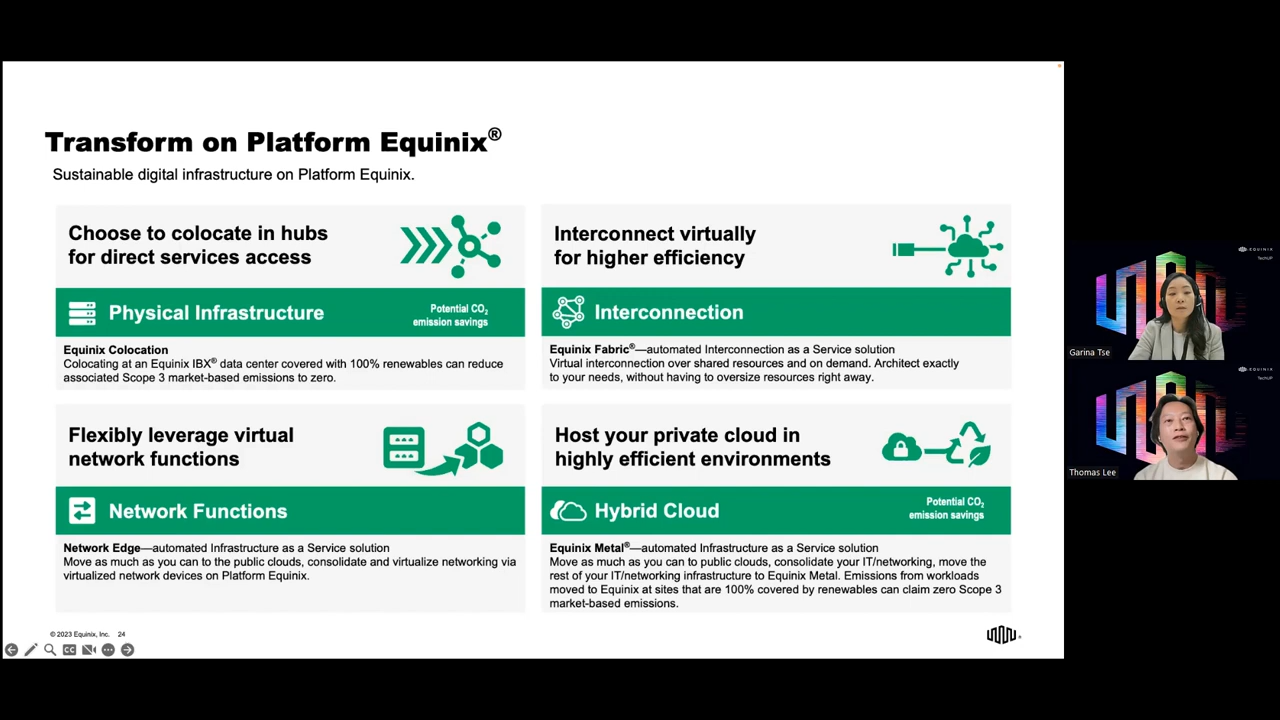 Transform on Platform Equinix®
Sustainable digital infrastructure on Platform Equinix.
Choose to colocate in hubs
for direct services access
Physical Infrastructure
Potential CO₂
emission savings
Equinix Colocation
Colocating at an Equinix IBX® data center covered with 100% renewables can reduce
associated Scope 3 market-based emissions to zero.
Interconnect virtually
for higher efficiency
Interconnection
Equinix Fabric®—automated Interconnection as a Service solution
Virtual interconnection over shared resources and on demand. Architect exactly
to your needs, without having to oversize resources right away.
Flexibly leverage virtual
network functions
Network Functions
Network Edge—automated Infrastructure as a Service solution
Move as much as you can to the public clouds, consolidate and virtualize networking via
virtualized network devices on Platform Equinix.
Host your private cloud in
highly efficient environments
Hybrid Cloud
Potential CO₂
emission savings
Equinix Metal®—automated Infrastructure as a Service solution
Move as much as you can to public clouds, consolidate your IT/networking, move the
rest of your IT/networking infrastructure to Equinix Metal. Emissions from workloads
moved to Equinix at sites that are 100% covered by renewables can claim zero Scope 3
market-based emissions.
© 2023 Equinix, Inc. 24
CC
EQUINIX
TechUP
Garina Tse
EQUINIX
TechUP
Thomas Lee